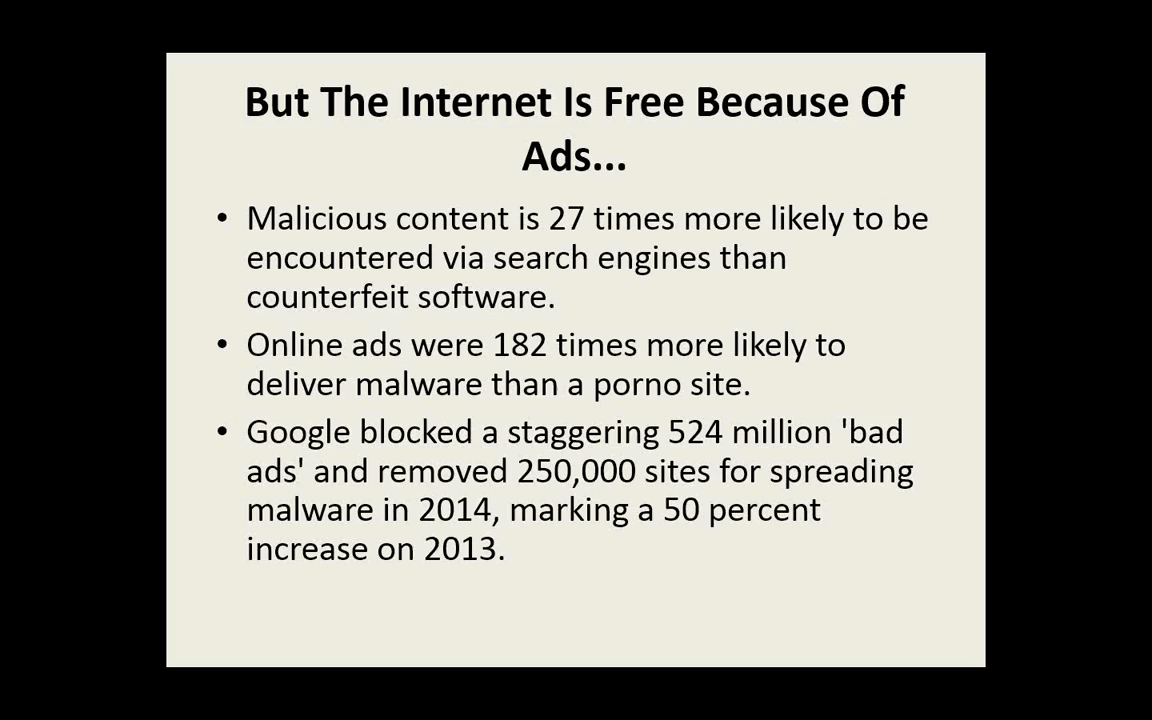 But The Internet Is Free Because Of
Ads...
• Malicious content is 27 times more likely to be
encountered via search engines than
counterfeit software.
• Online ads were 182 times more likely to
deliver malware than a porno site.
• Google blocked a staggering 524 million 'bad
ads' and removed 250,000 sites for spreading
malware in 2014, marking a 50 percent
increase on 2013.